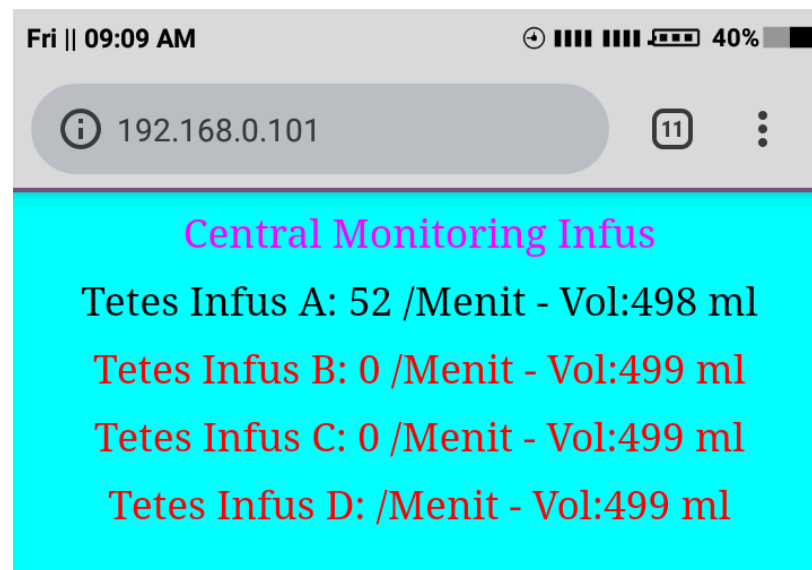 Fri || 09:09 AM 40%
192.168.0.101 11
Central Monitoring Infus
Tetes Infus A: 52 /Menit - Vol:498 ml
Tetes Infus B: 0 /Menit - Vol:499 ml
Tetes Infus C: 0 /Menit - Vol:499 ml
Tetes Infus D: /Menit - Vol:499 ml